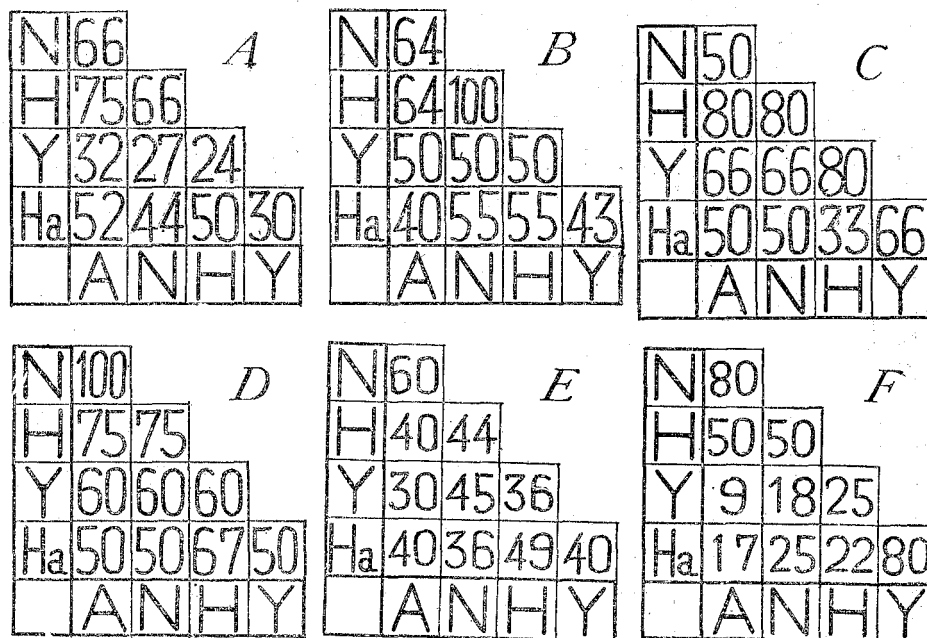 N 66 A
H 75 66
Y 32 27 24
Ha 52 44 50 30
A N H Y
N 64 B
H 64 100
Y 50 50 50
Ha 40 55 55 43
A N H Y
N 50 C
H 80 80
Y 66 66 80
Ha 50 50 33 66
A N H Y
N 100 D
H 75 75
Y 60 60 60
Ha 50 50 67 50
A N H Y
N 60 E
H 40 44
Y 30 45 36
Ha 40 36 49 40
A N H Y
N 80 F
H 50 50
Y 9 18 25
Ha 17 25 22 80
A N H Y